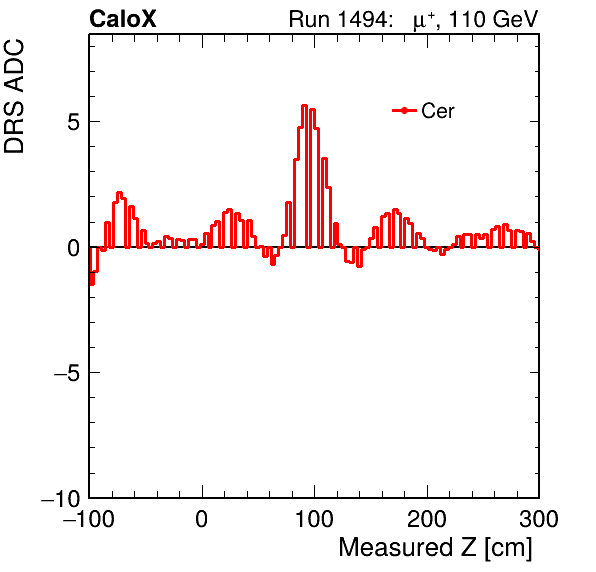 CaloX Run 1494: μ⁺, 110 GeV
DRS ADC
Cer
5
0
−5
−10
−100 0 100 200 300
Measured Z [cm]